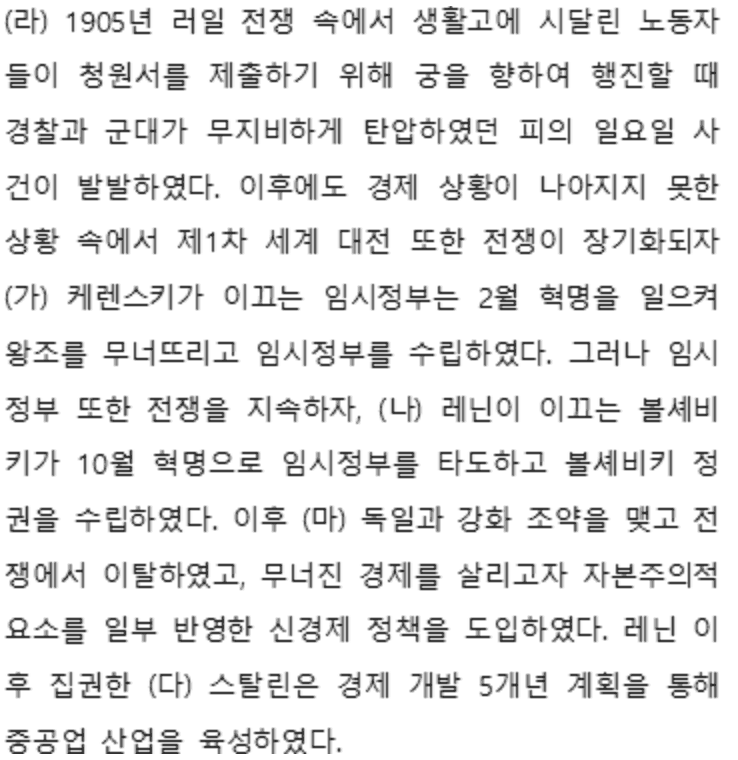 (라) 1905년 러일 전쟁 속에서 생활고에 시달린 노동자
들이 청원서를 제출하기 위해 궁을 향하여 행진할 때
경찰과 군대가 무지비하게 탄압하였던 피의 일요일 사
건이 발발하였다. 이후에도 경제 상황이 나아지지 못한
상황 속에서 제1차 세계 대전 또한 전쟁이 장기화되자
(가) 케렌스키가 이끄는 임시정부는 2월 혁명을 일으켜
왕조를 무너뜨리고 임시정부를 수립하였다. 그러나 임시
정부 또한 전쟁을 지속하자, (나) 레닌이 이끄는 볼셰비
키가 10월 혁명으로 임시정부를 타도하고 볼셰비키 정
권을 수립하였다. 이후 (마) 독일과 강화 조약을 맺고 전
쟁에서 이탈하였고, 무너진 경제를 살리고자 자본주의적
요소를 일부 반영한 신경제 정책을 도입하였다. 레닌 이
후 집권한 (다) 스탈린은 경제 개발 5개년 계획을 통해
중공업 산업을 육성하였다.